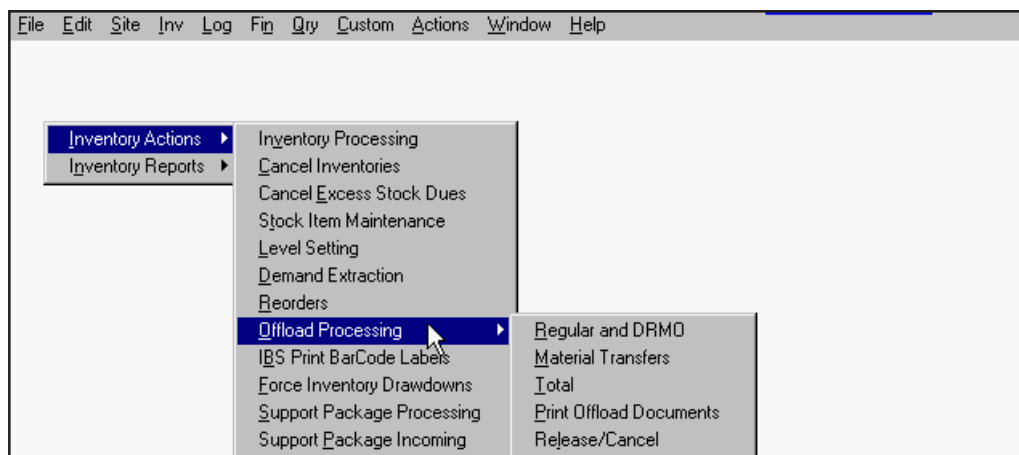 File Edit Site Inv Log Fin Qry Custom Actions Window Help
Inventory Actions
Inventory Reports
Inventory Processing
Cancel Inventories
Cancel Excess Stock Dues
Stock Item Maintenance
Level Setting
Demand Extraction
Reorders
Offload Processing
IBS Print BarCode Labels
Force Inventory Drawdowns
Support Package Processing
Support Package Incoming
Regular and DRMO
Material Transfers
Total
Print Offload Documents
Release/Cancel